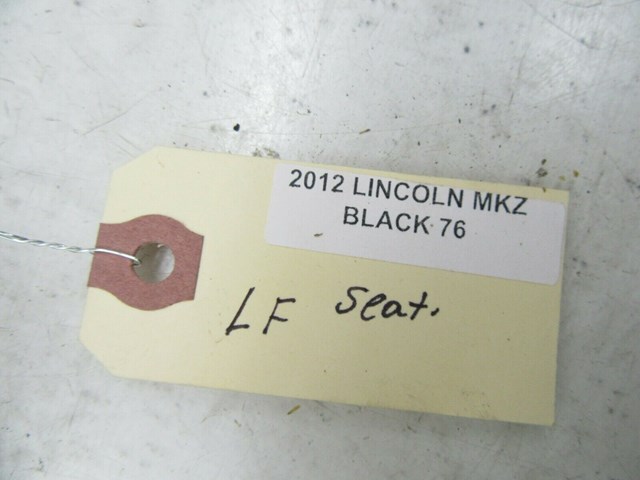 2012 LINCOLN MKZ
BLACK 76
LF Seat.